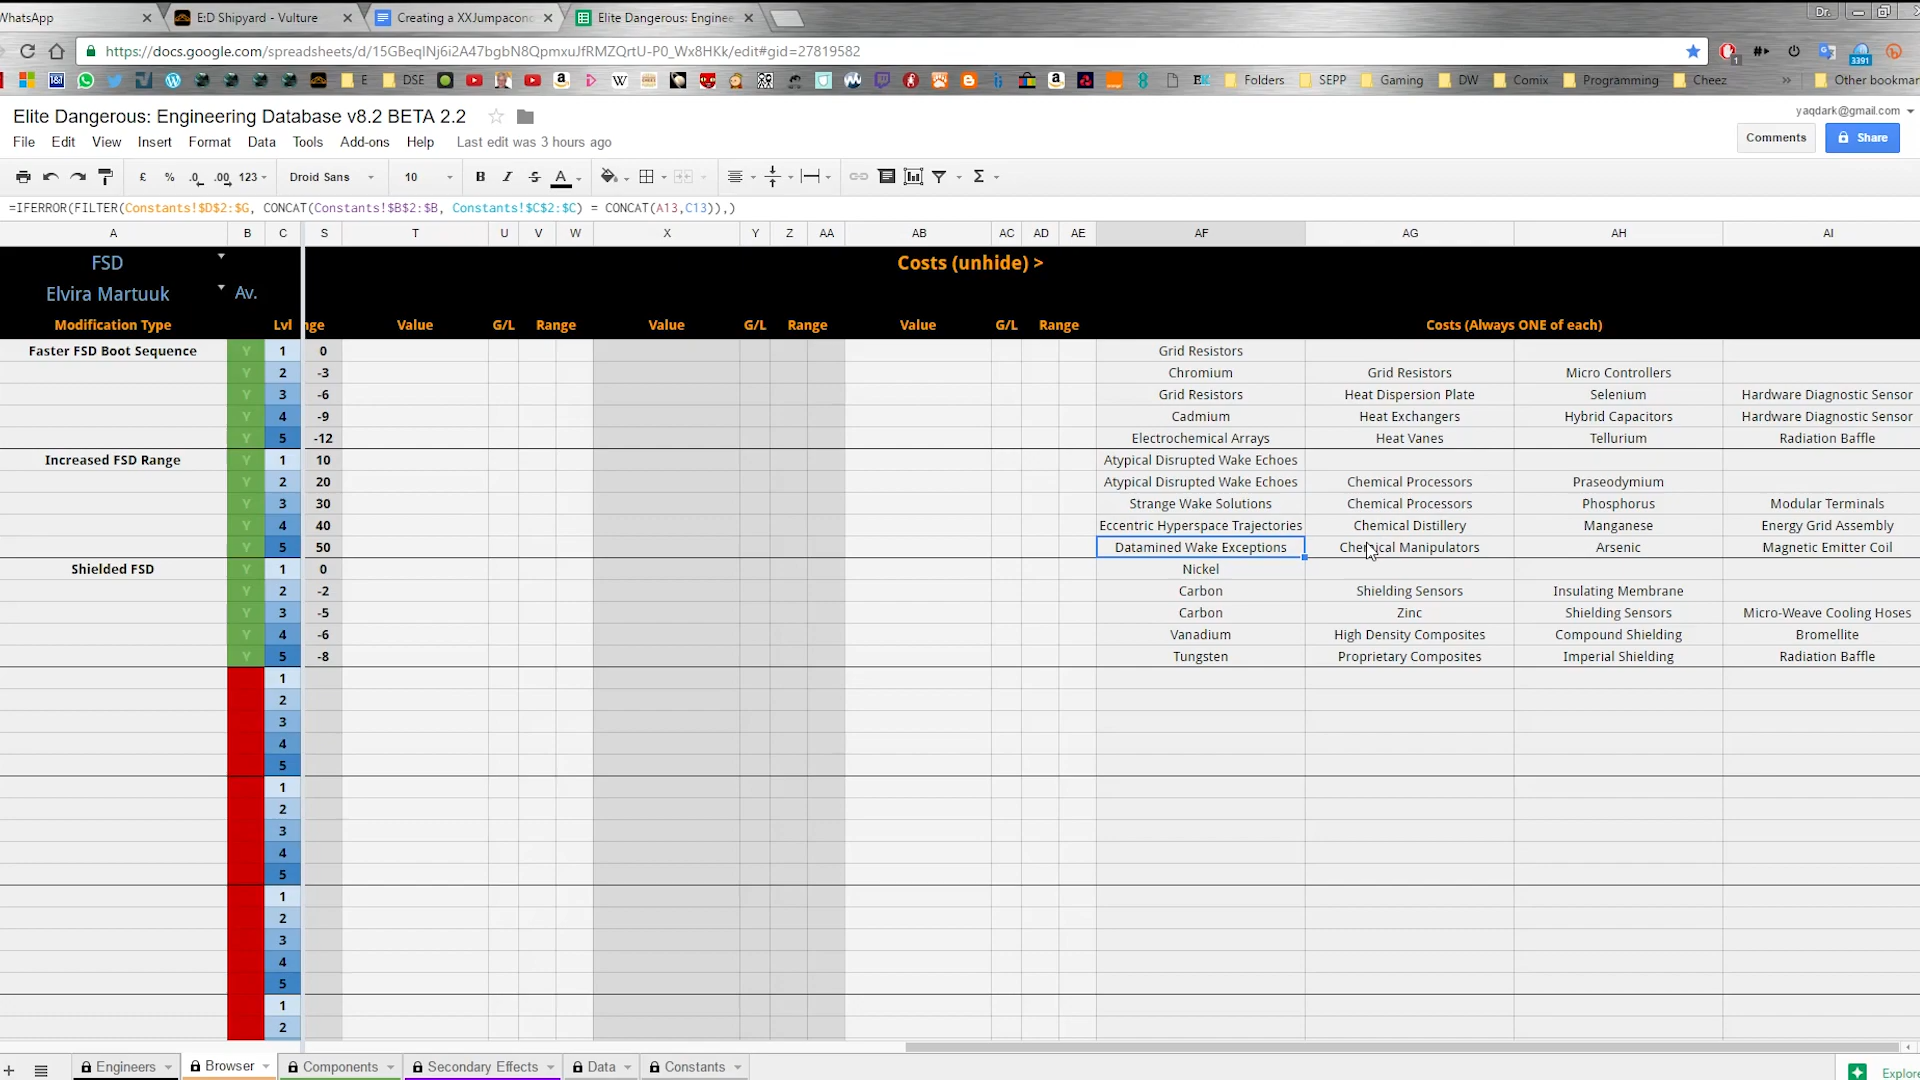 WhatsApp
E:D Shipyard - Vulture
Creating a XXJumpacono
Elite Dangerous: Enginee
Dr.
https://docs.google.com/spreadsheets/d/15GBeqlNj6i2A47bgbN8QpmxuJfRMZQrtU-P0_Wx8HKk/edit#gid=27819582
1
3391
E
DSE
Folders
SEPP
Gaming
DW
Comix
Programming
Cheez
»
Other bookmar
Elite Dangerous: Engineering Database v8.2 BETA 2.2
yaqdark@gmail.com
File Edit View Insert Format Data Tools Add-ons Help Last edit was 3 hours ago
Comments
Share
£ % .0 .00 123 Droid Sans 10 B I S A Σ
=IFERROR(FILTER(Constants!$D$2:$G, CONCAT(Constants!$B$2:$B, Constants!$C$2:$C) = CONCAT(A13,C13)),)
A B C S T U V W X Y Z AA AB AC AD AE AF AG AH AI
FSD
Costs (unhide) >
Elvira Martuuk Av.
Modification Type Lvl nge Value G/L Range Value G/L Range Value G/L Range Costs (Always ONE of each)
Faster FSD Boot Sequence Y 1 0 Grid Resistors
Y 2 -3 Chromium Grid Resistors Micro Controllers
Y 3 -6 Grid Resistors Heat Dispersion Plate Selenium Hardware Diagnostic Sensor
Y 4 -9 Cadmium Heat Exchangers Hybrid Capacitors Hardware Diagnostic Sensor
Y 5 -12 Electrochemical Arrays Heat Vanes Tellurium Radiation Baffle
Increased FSD Range Y 1 10 Atypical Disrupted Wake Echoes
Y 2 20 Atypical Disrupted Wake Echoes Chemical Processors Praseodymium
Y 3 30 Strange Wake Solutions Chemical Processors Phosphorus Modular Terminals
Y 4 40 Eccentric Hyperspace Trajectories Chemical Distillery Manganese Energy Grid Assembly
Y 5 50 Datamined Wake Exceptions Chemical Manipulators Arsenic Magnetic Emitter Coil
Shielded FSD Y 1 0 Nickel
Y 2 -2 Carbon Shielding Sensors Insulating Membrane
Y 3 -5 Carbon Zinc Shielding Sensors Micro-Weave Cooling Hoses
Y 4 -6 Vanadium High Density Composites Compound Shielding Bromellite
Y 5 -8 Tungsten Proprietary Composites Imperial Shielding Radiation Baffle
1
2
3
4
5
1
2
3
4
5
1
2
3
4
5
1
2
Engineers Browser Components Secondary Effects Data Constants
Explore